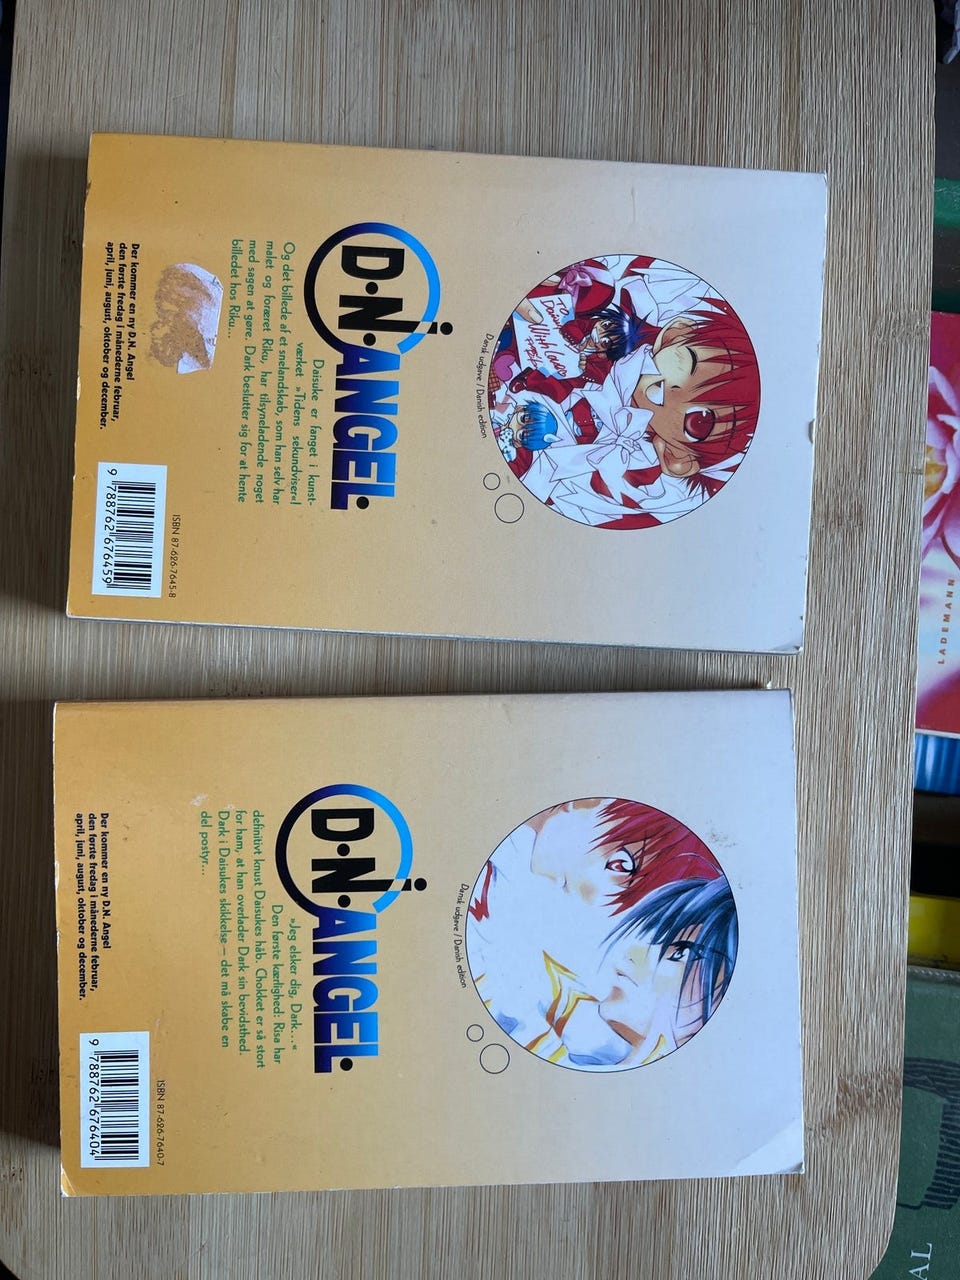 TO
Daisuke
With Love
FROM
Dansk udgave / Danish edition
D·N·ANGEL·
Daisuke er fanget i kunst-
værket »Tidens sekundviser«!
Og det billede af et snelandskab, som han selv har
malet og foræret Riku, har tilsyneladende noget
med sagen at gøre. Dark beslutter sig for at hente
billedet hos Riku...
Der kommer en ny D.N. Angel
den første fredag i månederne februar,
april, juni, august, oktober og december.
ISBN 87-626-7645-8
9 788762 676459
Dansk udgave / Danish edition
D·N·ANGEL·
»Jeg elsker dig, Dark...«
Den første kærlighed: Risa har
definitivt knust Daisukes håb. Chokket er så stort
for ham, at han overlader Dark sin bevidsthed.
Dark i Daisukes skikkelse – det må skabe en
del postyr...
Der kommer en ny D.N. Angel
den første fredag i månederne februar,
april, juni, august, oktober og december.
ISBN 87-626-7640-7
9 788762 676404
LADEMANN
AL